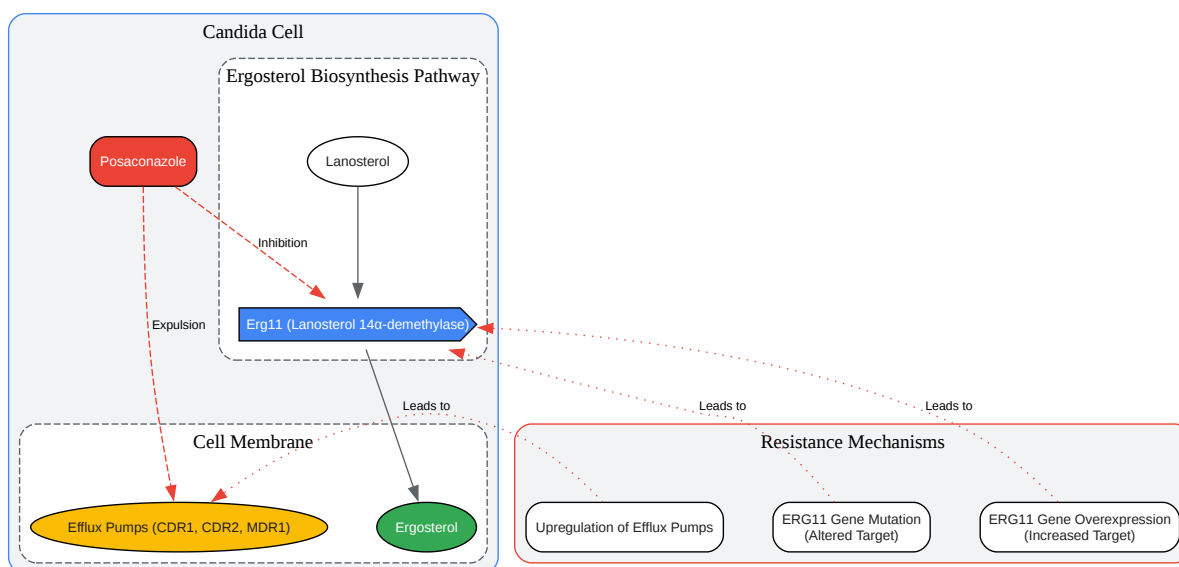 Candida Cell
Ergosterol Biosynthesis Pathway
Posaconazole
Lanosterol
Inhibition
Expulsion
Erg11 (Lanosterol 14α-demethylase)
Leads to
Leads to
Leads to
Cell Membrane
Resistance Mechanisms
Efflux Pumps (CDR1, CDR2, MDR1)
Ergosterol
Upregulation of Efflux Pumps
ERG11 Gene Mutation
(Altered Target)
ERG11 Gene Overexpression
(Increased Target)